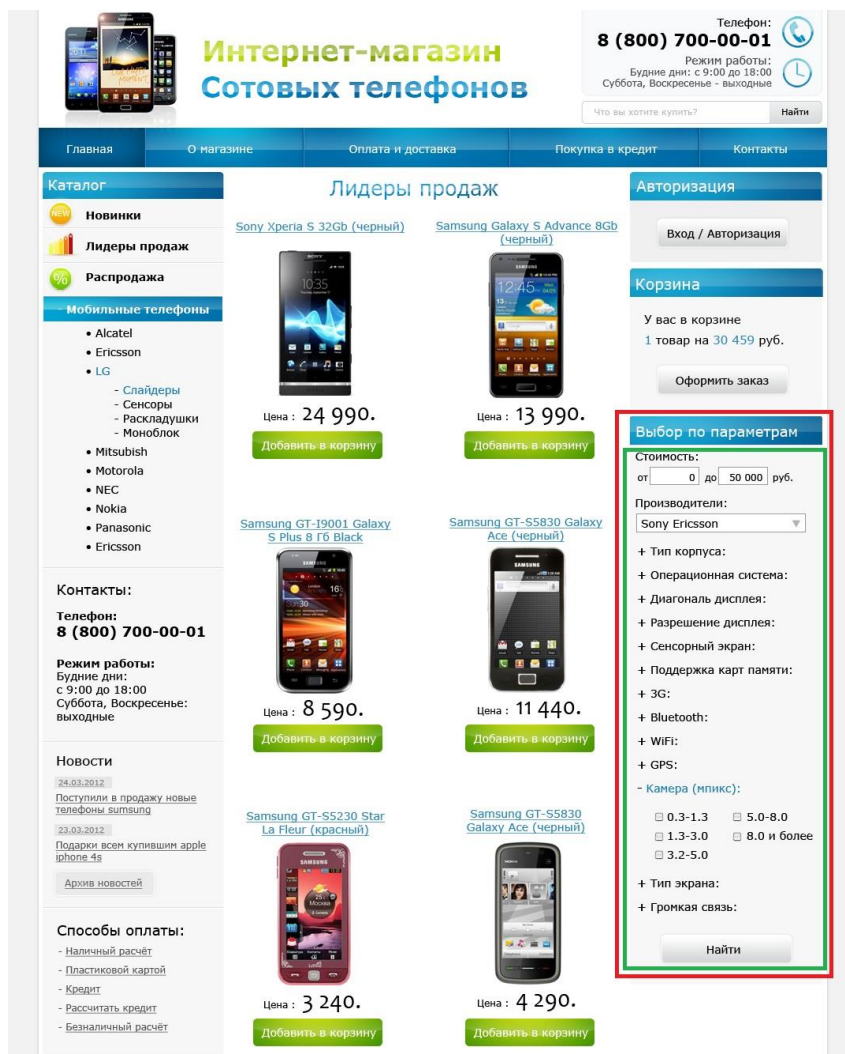 Интернет-магазин
Сотовых телефонов
Телефон:
8 (800) 700-00-01
Режим работы:
Будние дни: с 9:00 до 18:00
Суббота, Воскресенье - выходные
Что вы хотите купить?
Найти
Главная
О магазине
Оплата и доставка
Покупка в кредит
Контакты
Каталог
NEW
Новинки
Лидеры продаж
%
Распродажа
- Мобильные телефоны
• Alcatel
• Ericsson
• LG
- Слайдеры
- Сенсоры
- Раскладушки
- Моноблок
• Mitsubish
• Motorola
• NEC
• Nokia
• Panasonic
• Ericsson
Контакты:
Телефон:
8 (800) 700-00-01
Режим работы:
Будние дни:
с 9:00 до 18:00
Суббота, Воскресенье:
выходные
Новости
24.03.2012
Поступили в продажу новые
телефоны sumsung
23.03.2012
Подарки всем купившим apple
iphone 4s
Архив новостей
Способы оплаты:
- Наличный расчёт
- Пластиковой картой
- Кредит
- Рассчитать кредит
- Безналичный расчёт
Лидеры продаж
Sony Xperia S 32Gb (черный)
SONY
10:35
Цена : 24 990.
Добавить в корзину
Samsung Galaxy S Advance 8Gb
(черный)
SAMSUNG
12:45
Цена : 13 990.
Добавить в корзину
Samsung GT-I9001 Galaxy
S Plus 8 Гб Black
SAMSUNG
Цена : 8 590.
Добавить в корзину
Samsung GT-S5830 Galaxy
Ace (черный)
SAMSUNG
Цена : 11 440.
Добавить в корзину
Samsung GT-S5230 Star
La Fleur (красный)
SAMSUNG
Москва
Цена : 3 240.
Добавить в корзину
Samsung GT-S5830
Galaxy Ace (черный)
NOKIA
Цена : 4 290.
Добавить в корзину
Авторизация
Вход / Авторизация
Корзина
У вас в корзине
1 товар на 30 459 руб.
Оформить заказ
Выбор по параметрам
Стоимость:
от 0 до 50 000 руб.
Производители:
Sony Ericsson
+ Тип корпуса:
+ Операционная система:
+ Диагональ дисплея:
+ Разрешение дисплея:
+ Сенсорный экран:
+ Поддержка карт памяти:
+ 3G:
+ Bluetooth:
+ WiFi:
+ GPS:
- Камера (мпикс):
0.3-1.3 5.0-8.0
1.3-3.0 8.0 и более
3.2-5.0
+ Тип экрана:
+ Громкая связь:
Найти